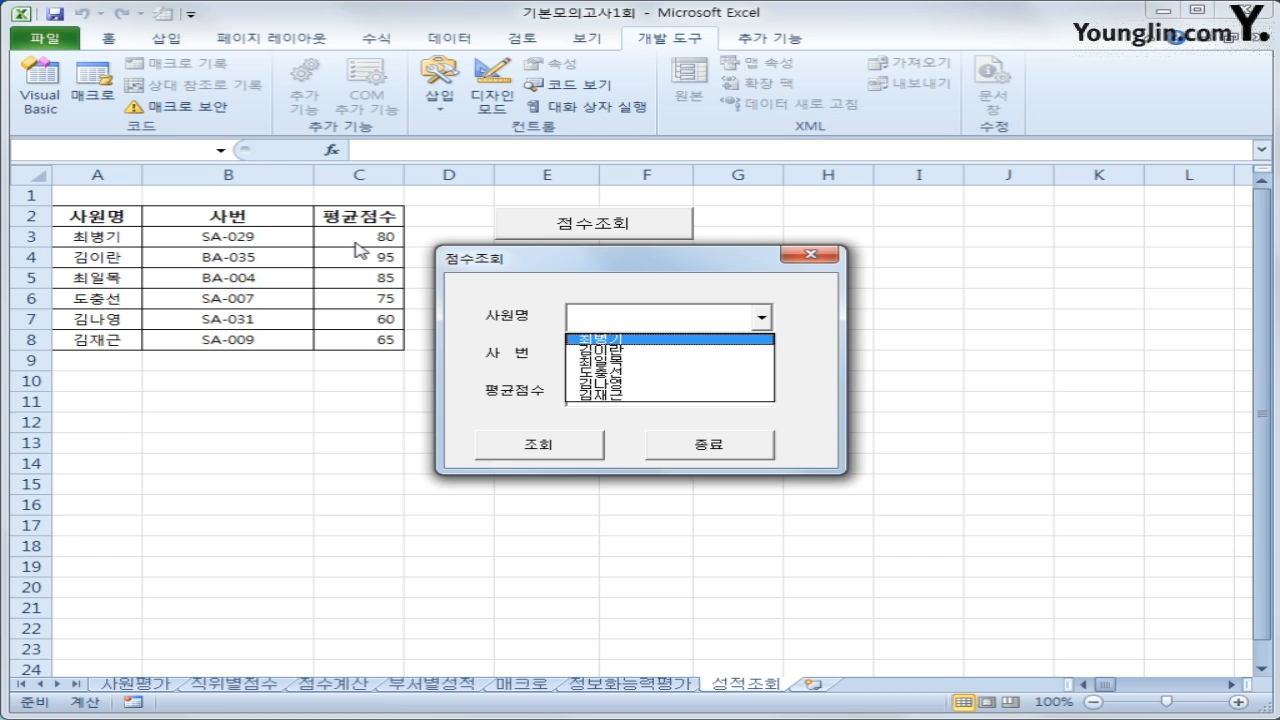 기본모의고사1회 - Microsoft Excel
Y.
YoungJin.com
파일 홈 삽입 페이지 레이아웃 수식 데이터 검토 보기 개발 도구 추가 기능
Visual Basic
매크로
매크로 기록
상대 참조로 기록
매크로 보안
코드
추가 기능
COM 추가 기능
추가 기능
삽입
디자인 모드
속성
코드 보기
대화 상자 실행
컨트롤
원본
맵 속성
확장 팩
데이터 새로 고침
가져오기
내보내기
XML
문서 창
수정
fx
A B C D E F G H I J K L
1
2 사원명 사번 평균점수
3 최병기 SA-029 80
4 김이란 BA-035 95
5 최일목 BA-004 85
6 도충선 SA-007 75
7 김나영 SA-031 60
8 김재근 SA-009 65
9
10
11
12
13
14
15
16
17
18
19
20
21
22
23
24
점수조회
점수조회
사원명
최병기
김이란
최일목
도충선
김나영
김재근
사 번
평균점수
조회 종료
사원평가 직위별점수 점수계산 부서별성적 매크로 정보화능력평가 성적조회
준비 계산 100%